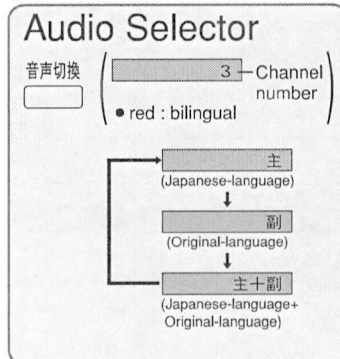 Audio Selector
音声切換
3
Channel
number
● red : bilingual
主
(Japanese-language)
副
(Original-language)
主＋副
(Japanese-language+
Original-language)